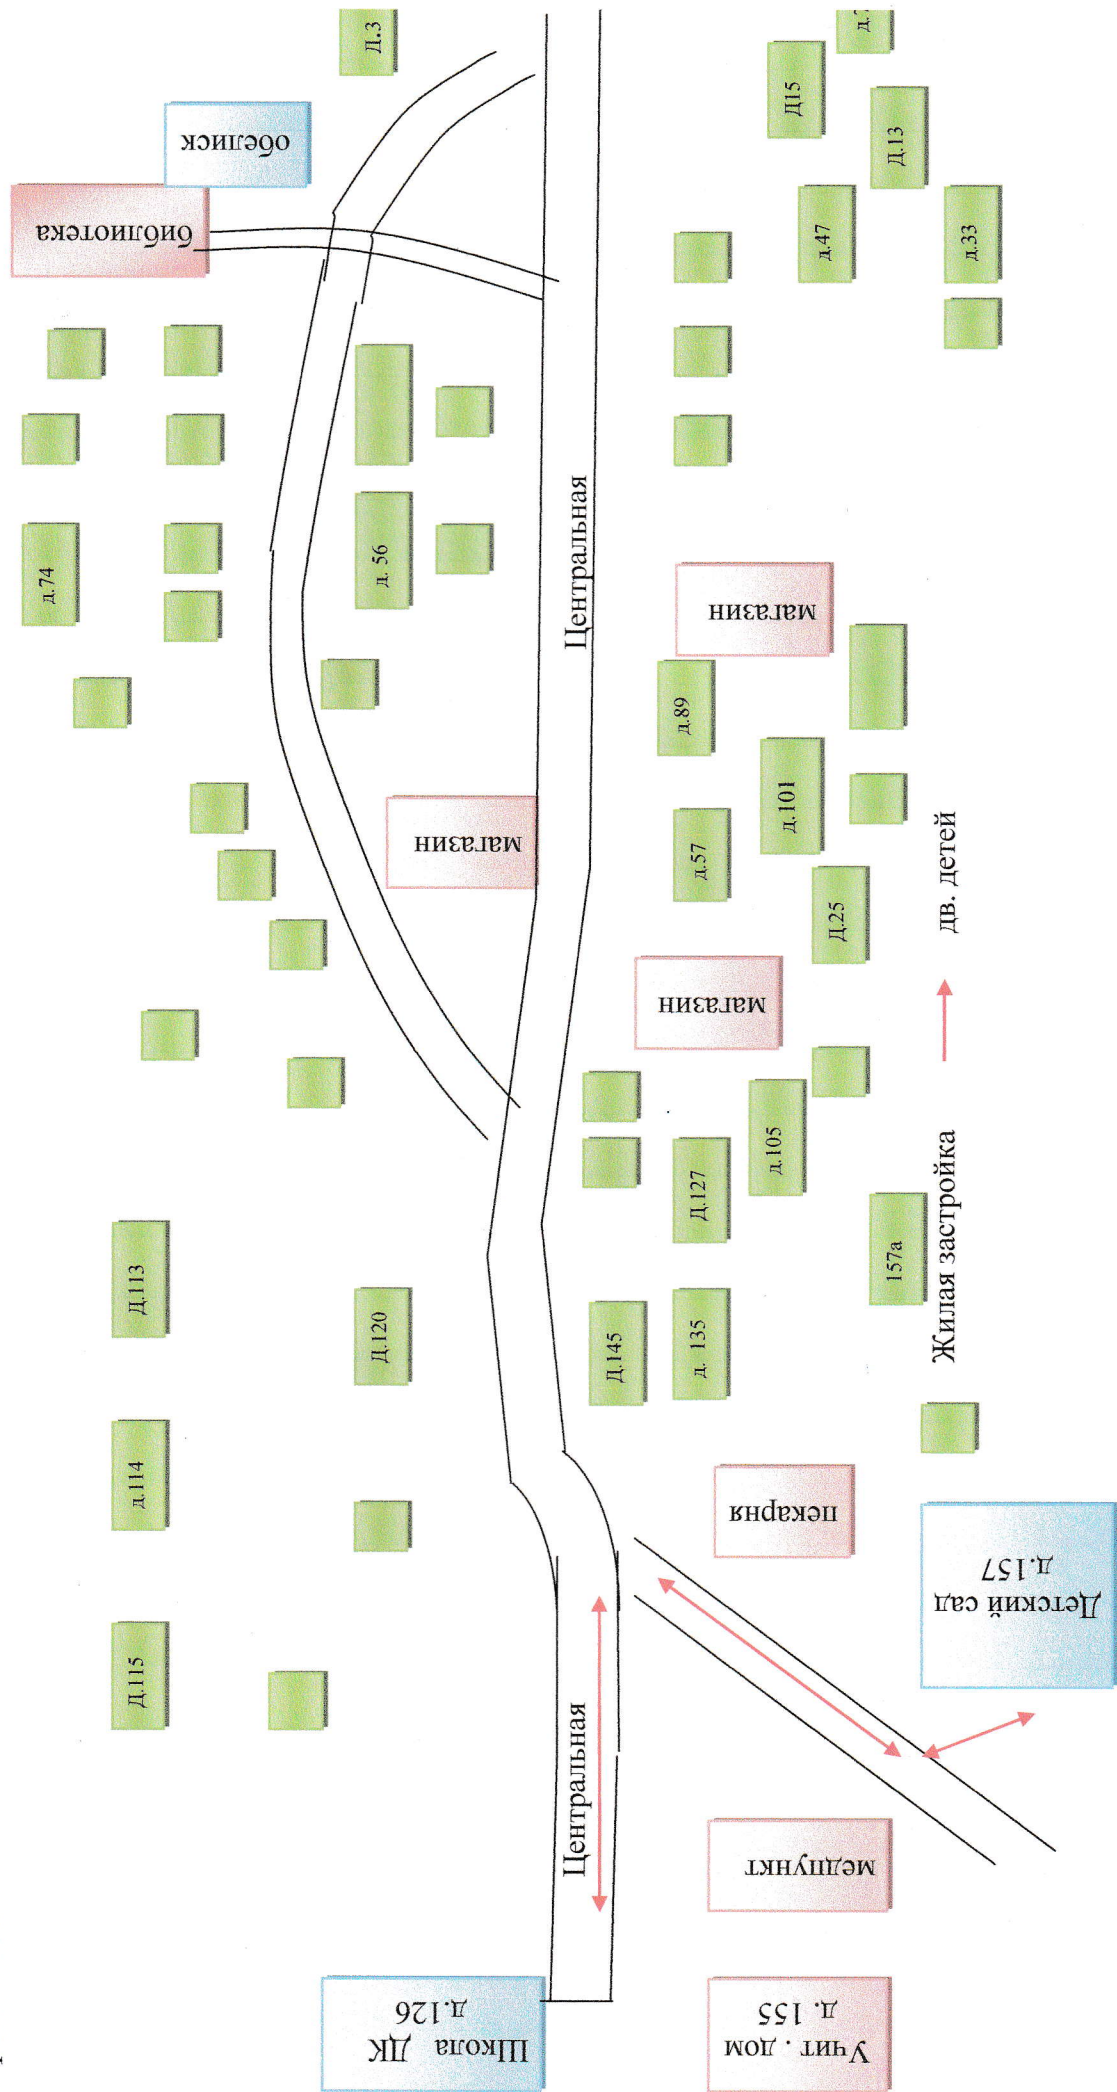 Д.3
обелиск
библиотека
Д15
д.7
Д.13
д.47
д.33
д.74
д. 56
Центральная
магазин
д.89
магазин
д.57
д.101
Д.25
магазин
дв. детей
Д.113
Д.120
Д.127
д.105
157а
Жилая застройка
Д.145
д. 135
д.114
пекарня
Детский сад
д.157
Д.115
Центральная
медпункт
Школа ДК
д.126
Учит . дом
д. 155